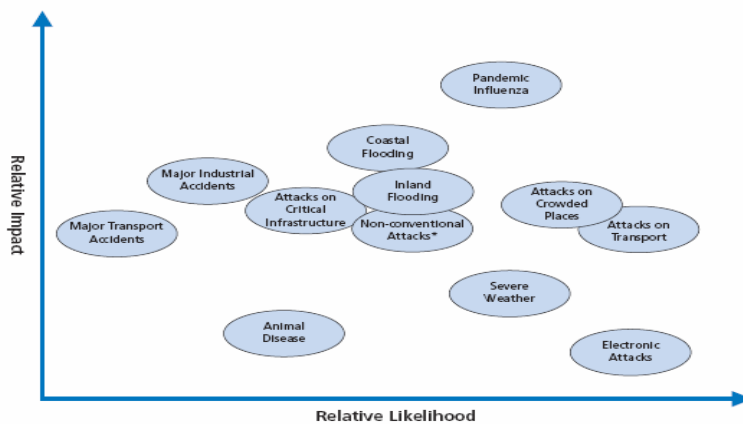 Pandemic
Influenza
Coastal
Flooding
Major Industrial
Accidents
Inland
Flooding
Attacks on
Critical
Infrastructure
Attacks on
Crowded
Places
Major Transport
Accidents
Non-conventional
Attacks*
Attacks on
Transport
Severe
Weather
Animal
Disease
Electronic
Attacks
Relative Impact
Relative Likelihood